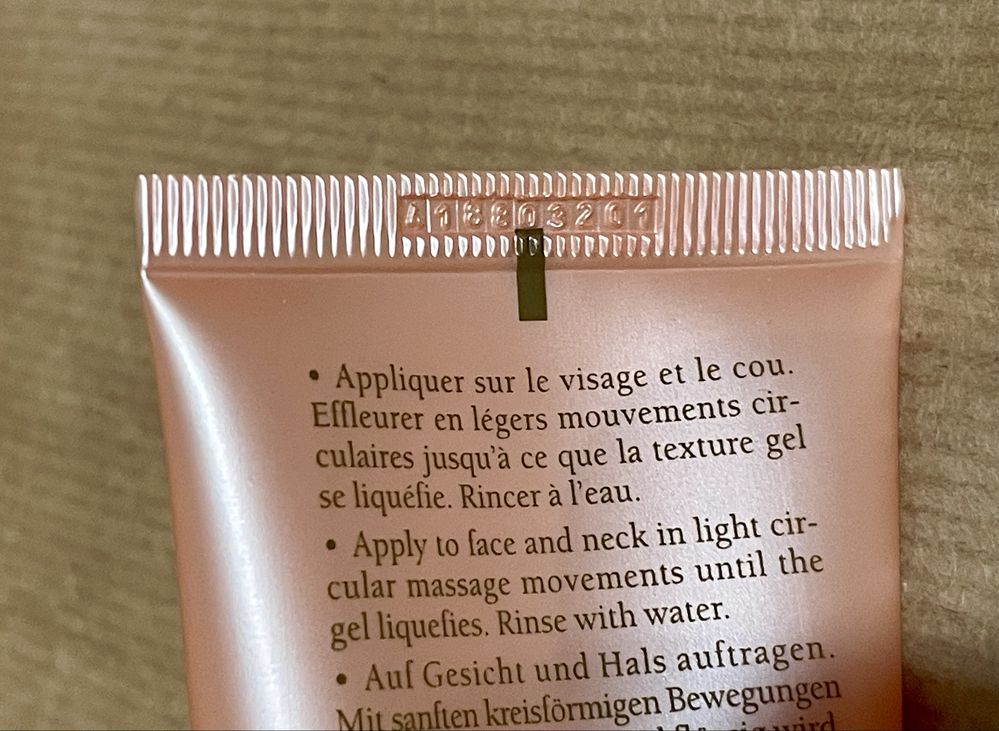 • Appliquer sur le visage et le cou.
Effleurer en légers mouvements cir-
culaires jusqu'à ce que la texture gel
se liquéfie. Rincer à l'eau.
• Apply to face and neck in light cir-
cular massage movements until the
gel liquefies. Rinse with water.
• Auf Gesicht und Hals auftragen.
Mit sanften kreisförmigen Bewegungen
wird